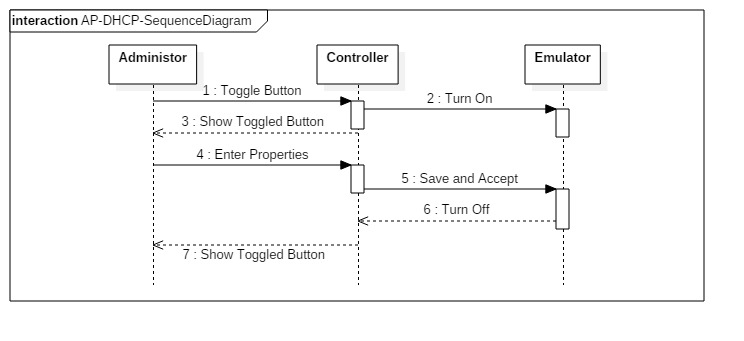 interaction AP-DHCP-SequenceDiagram
Administor
Controller
Emulator
1 : Toggle Button
2 : Turn On
3 : Show Toggled Button
4 : Enter Properties
5 : Save and Accept
6 : Turn Off
7 : Show Toggled Button